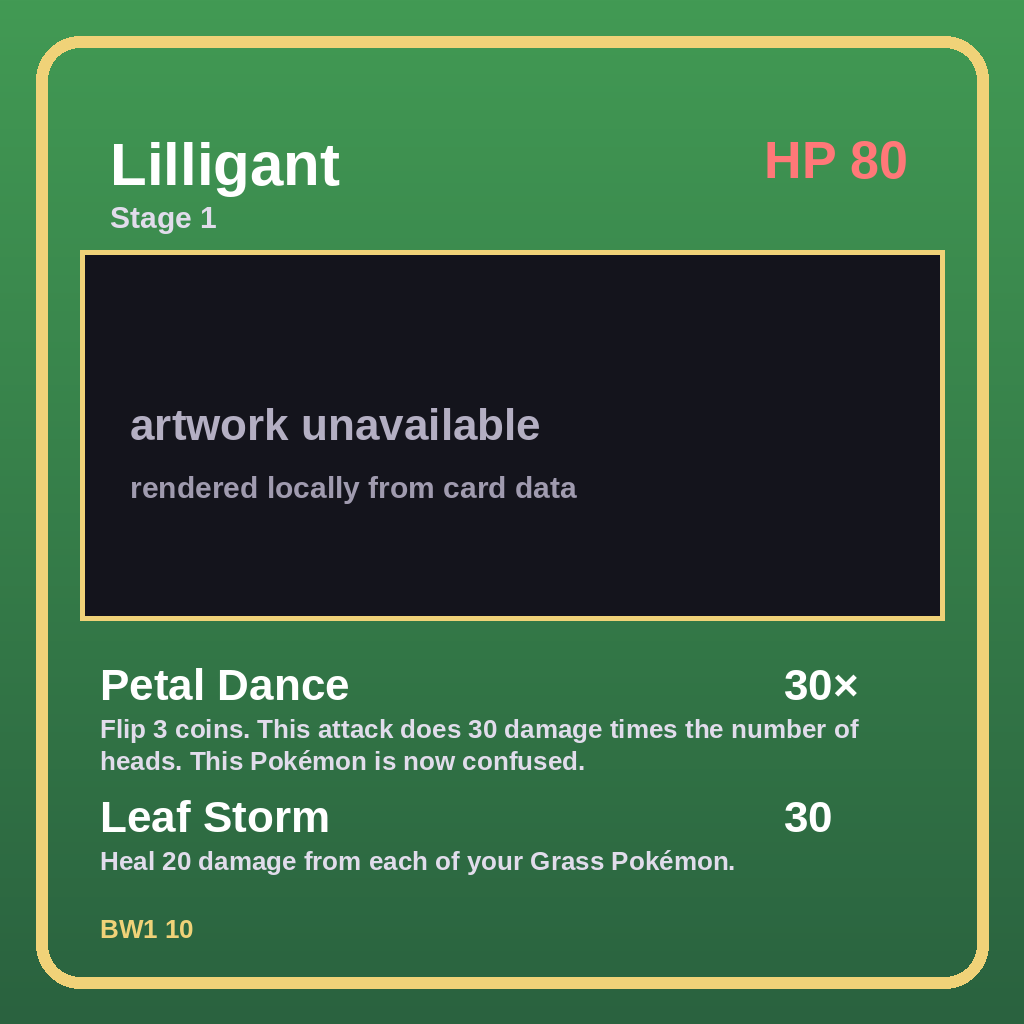 Lilligant
HP 80
Stage 1
artwork unavailable
rendered locally from card data
Petal Dance
30×
Flip 3 coins. This attack does 30 damage times the number of
heads. This Pokémon is now confused.
Leaf Storm
30
Heal 20 damage from each of your Grass Pokémon.
BW1 10